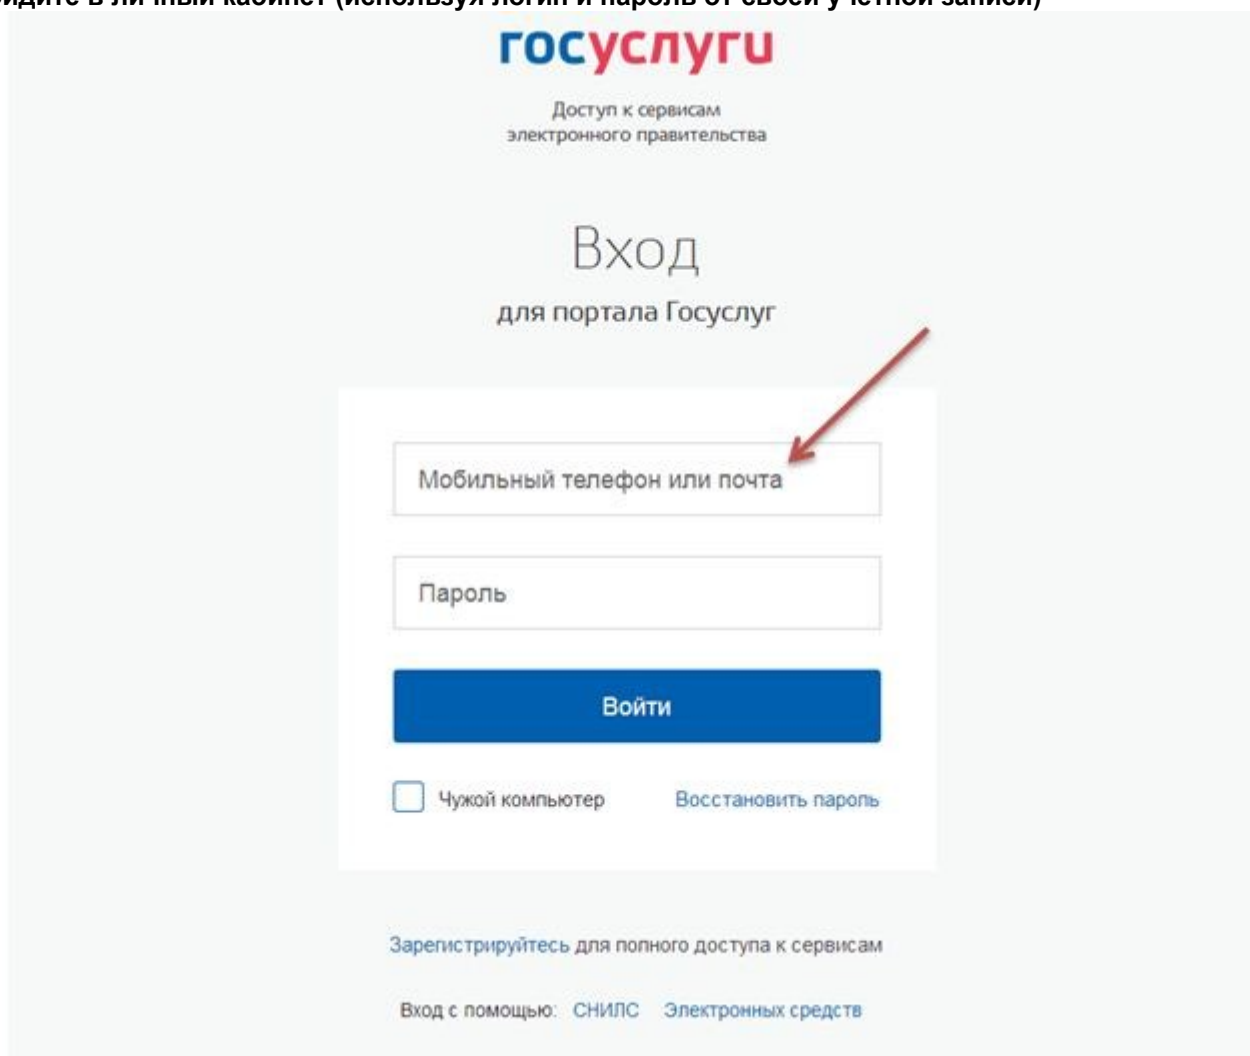 в личный кабинет (используя логин и пароль от своей учетной записи)
госуслуги
Доступ к сервисам
электронного правительства
Вход
для портала Госуслуг
Мобильный телефон или почта
Пароль
Войти
Чужой компьютер Восстановить пароль
Зарегистрируйтесь для полного доступа к сервисам
Вход с помощью: СНИЛС Электронных средств